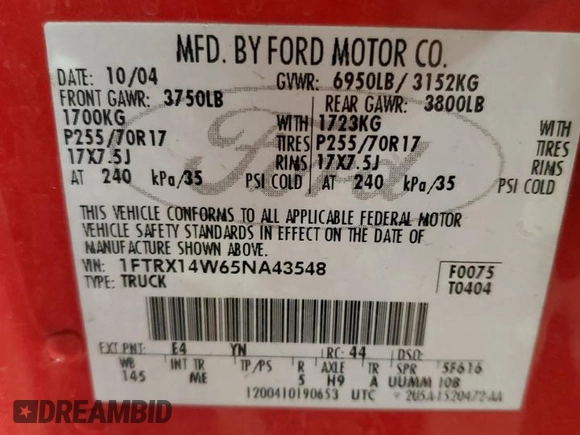 MFD. BY FORD MOTOR CO.
DATE: 10/04 GVWR: 6950LB/ 3152KG
FRONT GAWR: 3750LB REAR GAWR: 3800LB
1700KG WITH 1723KG WITH
P255/70R17 TIRES P255/70R17 TIRES
17X7.5J RIMS 17X7.5J RIMS
AT 240 kPa/35 PSI COLD AT 240 kPa/35 PSI COLD
THIS VEHICLE CONFORMS TO ALL APPLICABLE FEDERAL MOTOR
VEHICLE SAFETY STANDARDS IN EFFECT ON THE DATE OF
MANUFACTURE SHOWN ABOVE.
VIN: 1FTRX14W65NA43548 F0075
TYPE: TRUCK T0404
EXT PNT: E4 YN RC: 44 DSO:
WB INT TR TP/PS R AXLE TR SPR 5F616
145 ME 5 H9 A UUMM 10B
1200410190653 UTC 2U5A-1520472-AA
Ford
DREAMBID